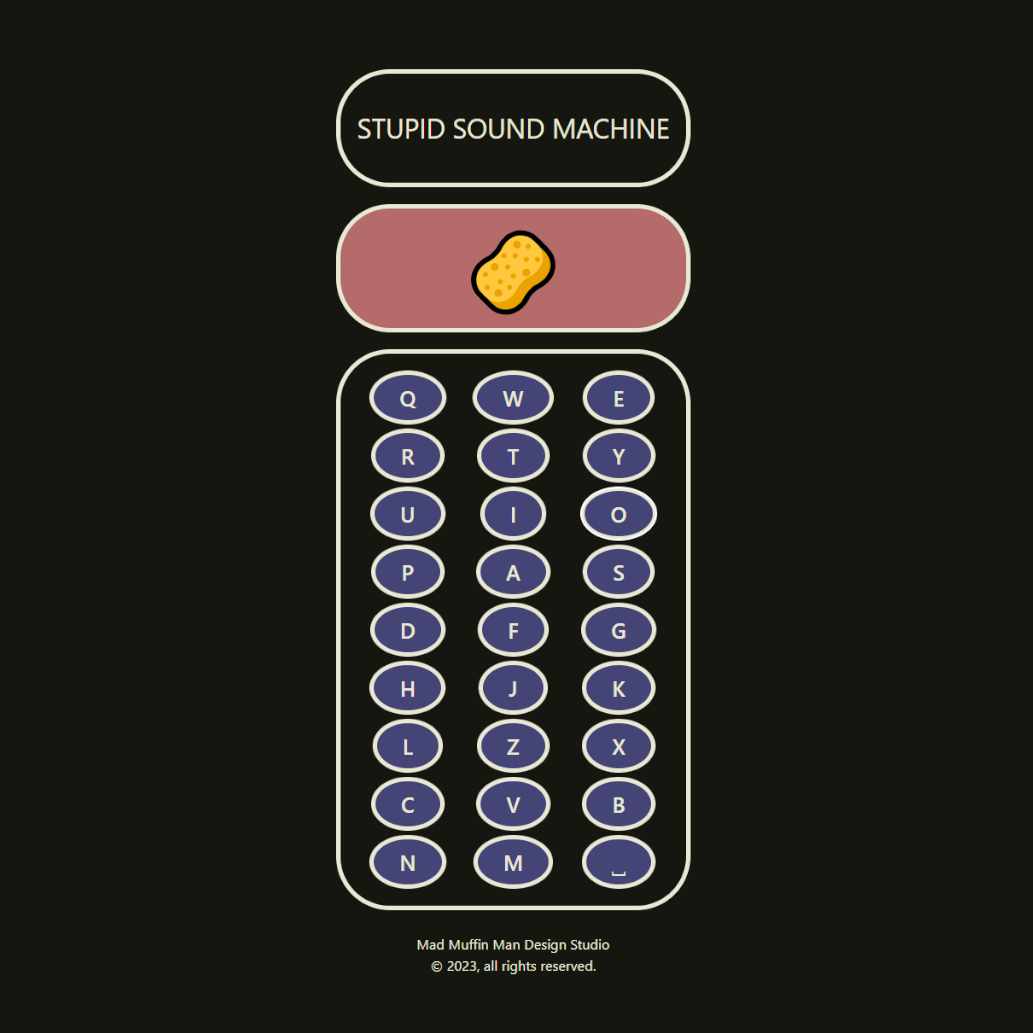 STUPID SOUND MACHINE
Q W E
R T Y
U I O
P A S
D F G
H J K
L Z X
C V B
N M ⎵
Mad Muffin Man Design Studio
© 2023, all rights reserved.